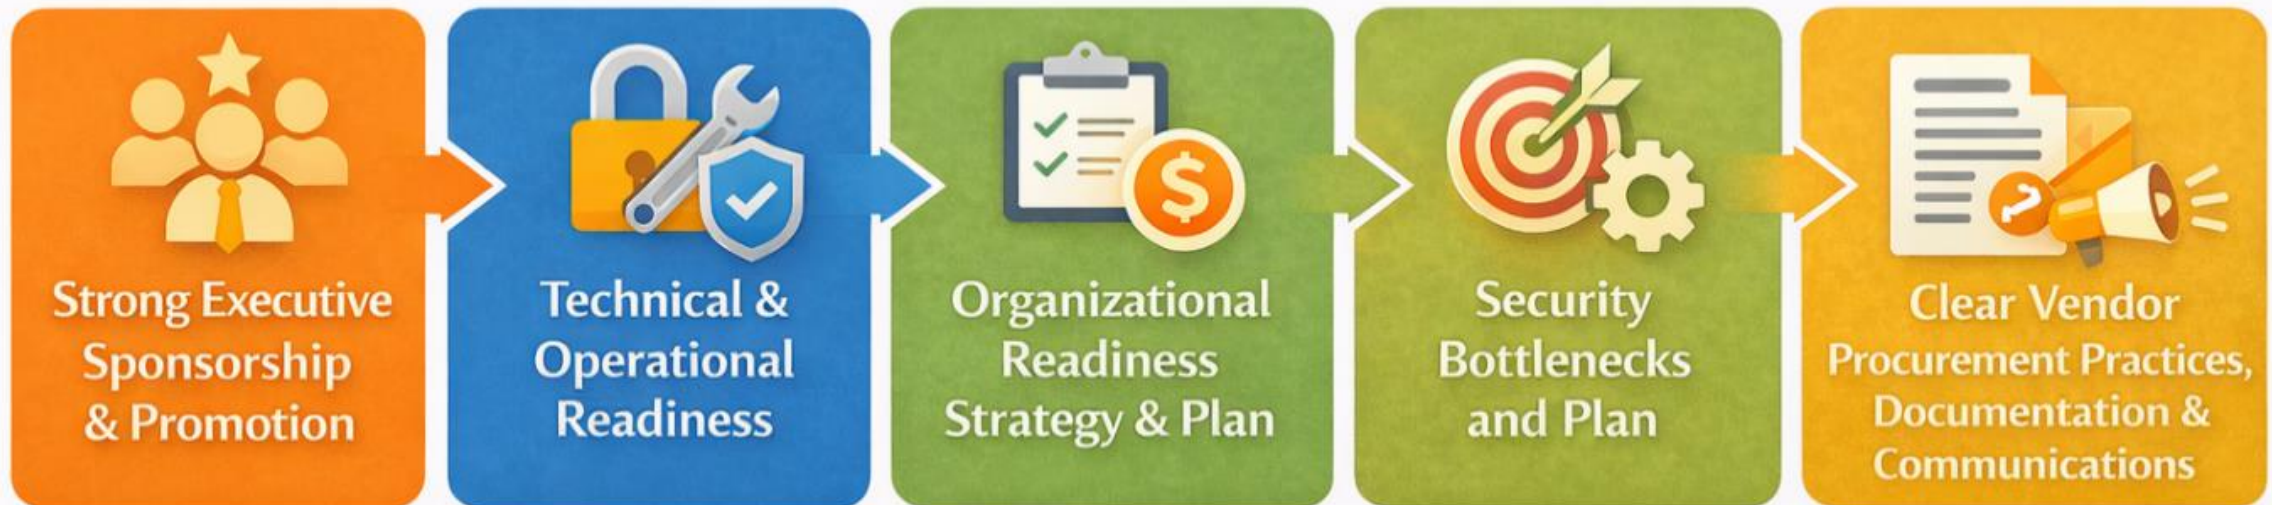 Strong Executive
Sponsorship
& Promotion
Technical &
Operational
Readiness
$
Organizational
Readiness
Strategy & Plan
Security
Bottlenecks
and Plan
Clear Vendor
Procurement Practices,
Documentation &
Communications